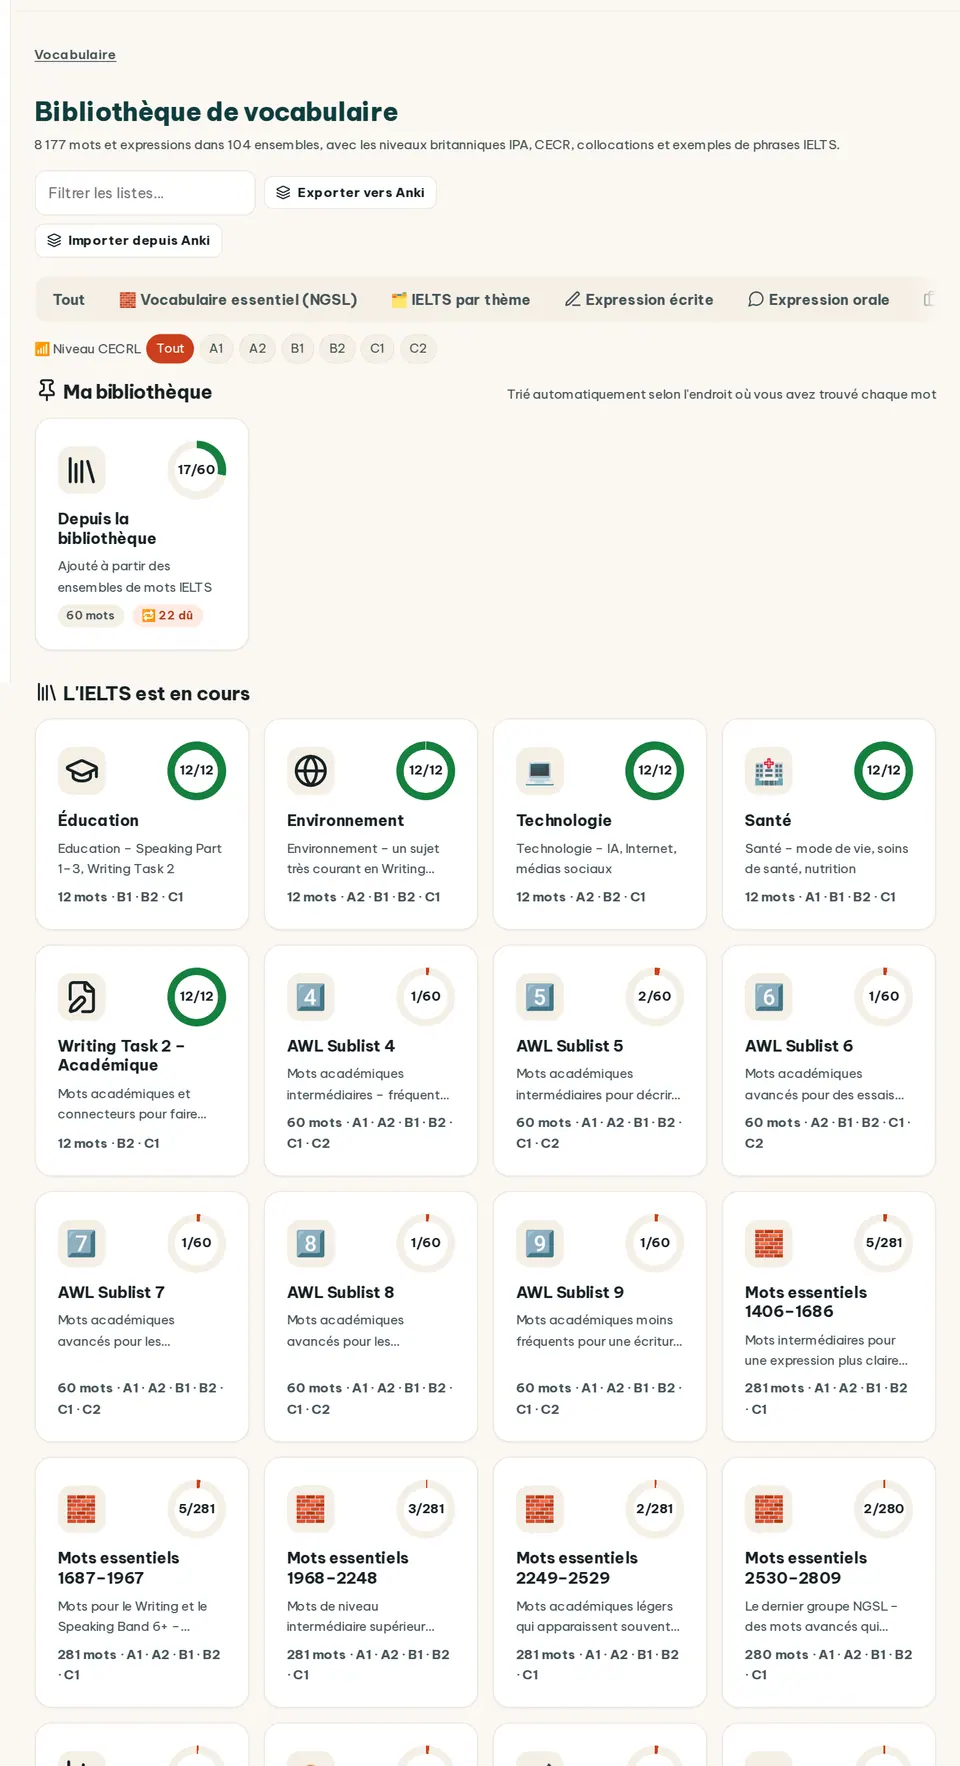 Vocabulaire
Bibliothèque de vocabulaire
8 177 mots et expressions dans 104 ensembles, avec les niveaux britanniques IPA, CECR, collocations et exemples de phrases IELTS.
Filtrer les listes...
Exporter vers Anki
Importer depuis Anki
Tout
Vocabulaire essentiel (NGSL)
IELTS par thème
Expression écrite
Expression orale
Niveau CECRL
Tout
A1
A2
B1
B2
C1
C2
Ma bibliothèque
Trié automatiquement selon l'endroit où vous avez trouvé chaque mot
17/60
Depuis la
bibliothèque
Ajouté à partir des
ensembles de mots IELTS
60 mots
22 dû
L'IELTS est en cours
12/12
Éducation
Education – Speaking Part
1–3, Writing Task 2
12 mots · B1 · B2 · C1
12/12
Environnement
Environnement – un sujet
très courant en Writing...
12 mots · A2 · B1 · B2 · C1
12/12
Technologie
Technologie – IA, Internet,
médias sociaux
12 mots · A2 · B2 · C1
12/12
Santé
Santé – mode de vie, soins
de santé, nutrition
12 mots · A1 · B1 · B2 · C1
12/12
Writing Task 2 –
Académique
Mots académiques et
connecteurs pour faire...
12 mots · B2 · C1
4
1/60
AWL Sublist 4
Mots académiques
intermédiaires – fréquent...
60 mots · A1 · A2 · B1 · B2 ·
C1 · C2
5
2/60
AWL Sublist 5
Mots académiques
intermédiaires pour décrir...
60 mots · A1 · A2 · B1 · B2 ·
C1 · C2
6
1/60
AWL Sublist 6
Mots académiques
avancés pour des essais...
60 mots · A2 · B1 · B2 · C1 ·
C2
7
1/60
AWL Sublist 7
Mots académiques
avancés pour les...
60 mots · A1 · A2 · B1 · B2 ·
C1 · C2
8
1/60
AWL Sublist 8
Mots académiques
avancés pour les...
60 mots · A1 · A2 · B1 · B2 ·
C1 · C2
9
1/60
AWL Sublist 9
Mots académiques moins
fréquents pour une écritur...
60 mots · A1 · A2 · B1 · B2 ·
C1 · C2
5/281
Mots essentiels
1406–1686
Mots intermédiaires pour
une expression plus claire...
281 mots · A1 · A2 · B1 · B2
· C1
5/281
Mots essentiels
1687–1967
Mots pour le Writing et le
Speaking Band 6+ –...
281 mots · A1 · A2 · B1 · B2
· C1
3/281
Mots essentiels
1968–2248
Mots de niveau
intermédiaire supérieur...
281 mots · A1 · A2 · B1 · B2
· C1
2/281
Mots essentiels
2249–2529
Mots académiques légers
qui apparaissent souvent...
281 mots · A1 · A2 · B1 · B2
· C1
2/280
Mots essentiels
2530–2809
Le dernier groupe NGSL –
des mots avancés qui...
280 mots · A1 · A2 · B1 · B2
· C1